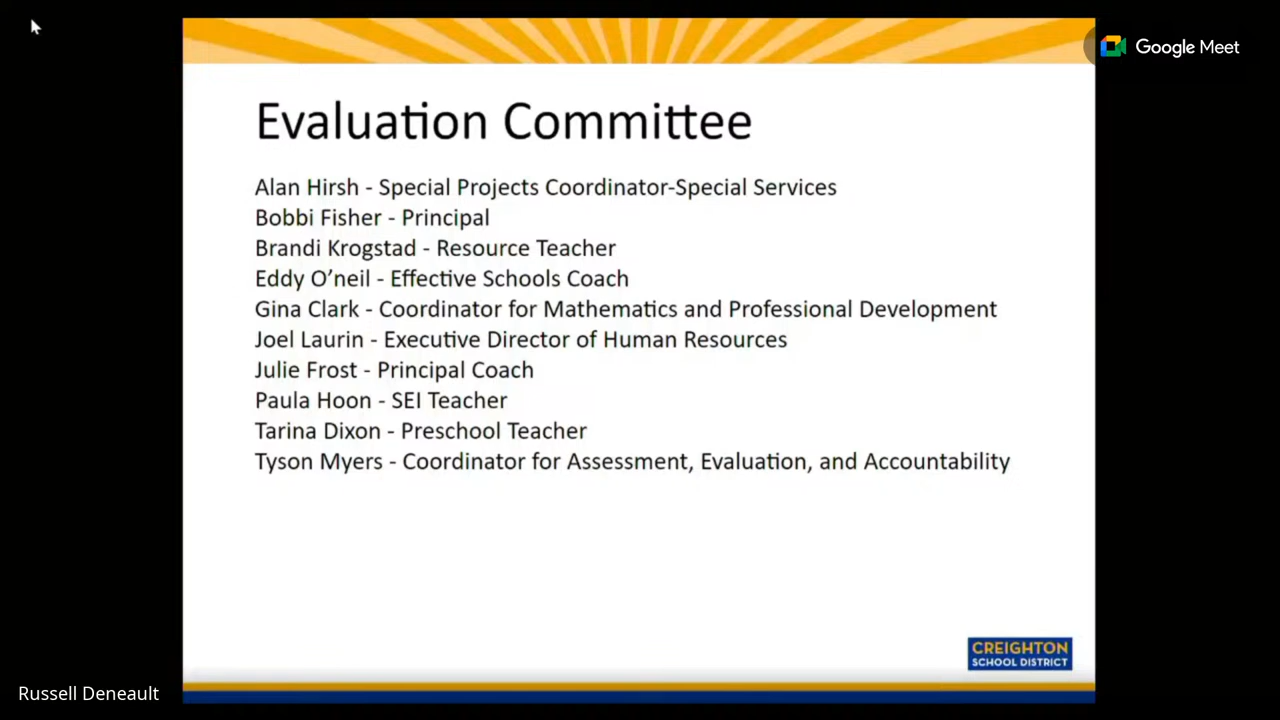 Google Meet
Evaluation Committee
Alan Hirsh - Special Projects Coordinator-Special Services
Bobbi Fisher - Principal
Brandi Krogstad - Resource Teacher
Eddy O’neil - Effective Schools Coach
Gina Clark - Coordinator for Mathematics and Professional Development
Joel Laurin - Executive Director of Human Resources
Julie Frost - Principal Coach
Paula Hoon - SEI Teacher
Tarina Dixon - Preschool Teacher
Tyson Myers - Coordinator for Assessment, Evaluation, and Accountability
CREIGHTON
SCHOOL DISTRICT
Russell Deneault